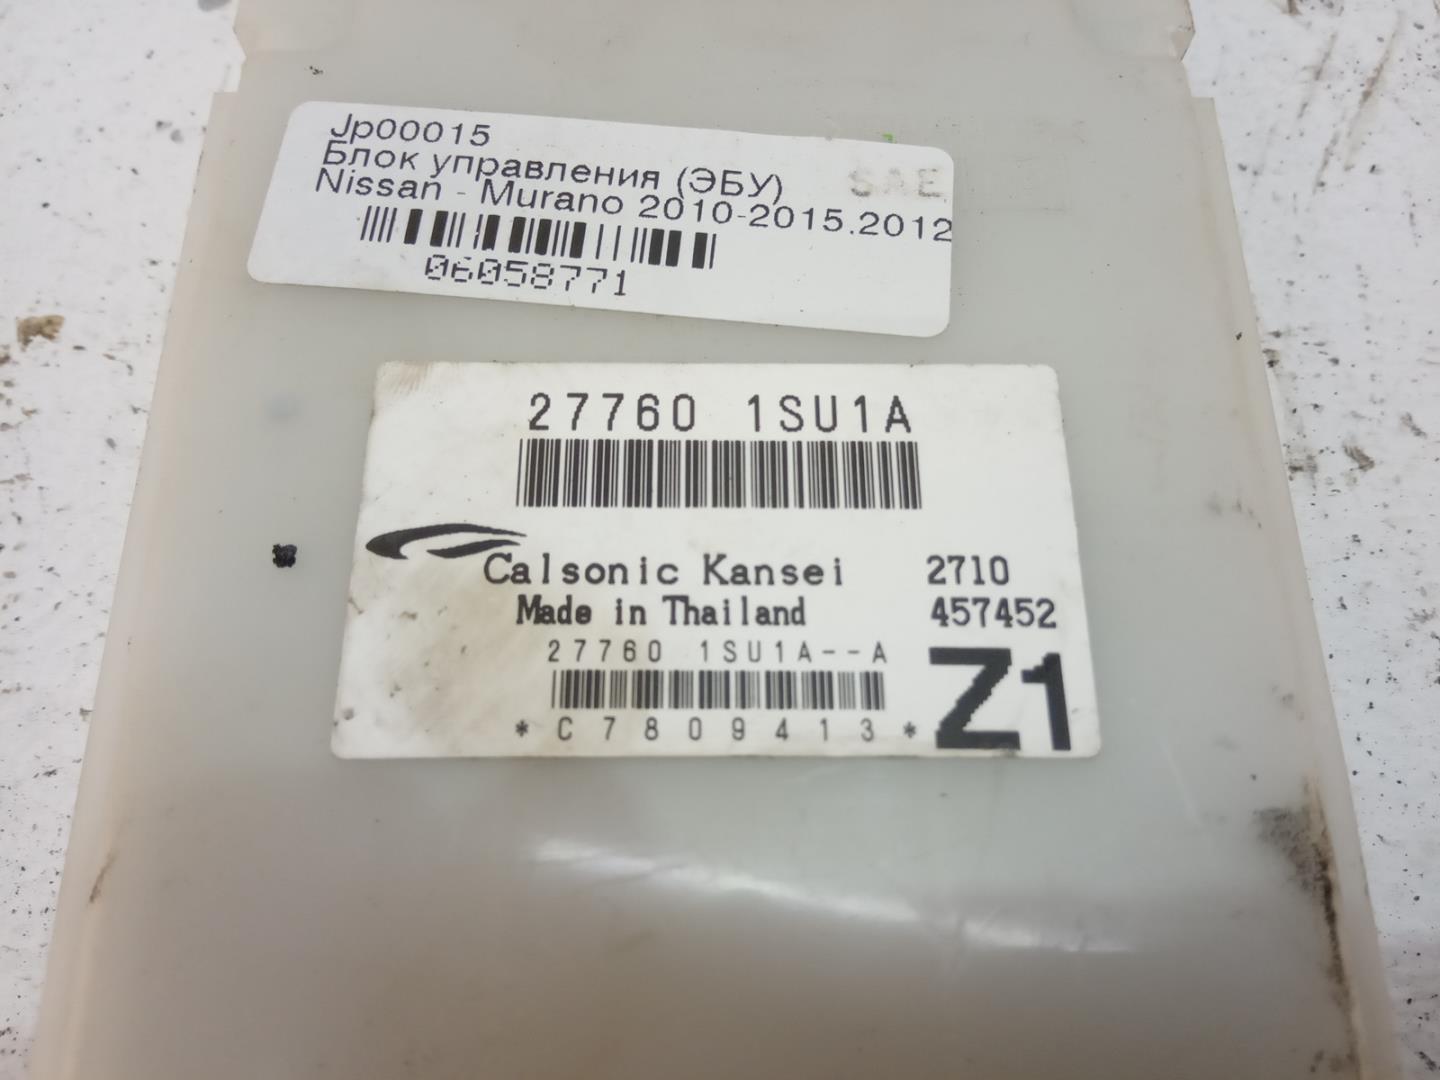 Jp00015
Блок управления (ЭБУ)
Nissan - Murano 2010-2015.2012
06058771
SAE
27760 1SU1A
Calsonic Kansei 2710
Made in Thailand 457452
27760 1SU1A--A
Z1
*C7809413*